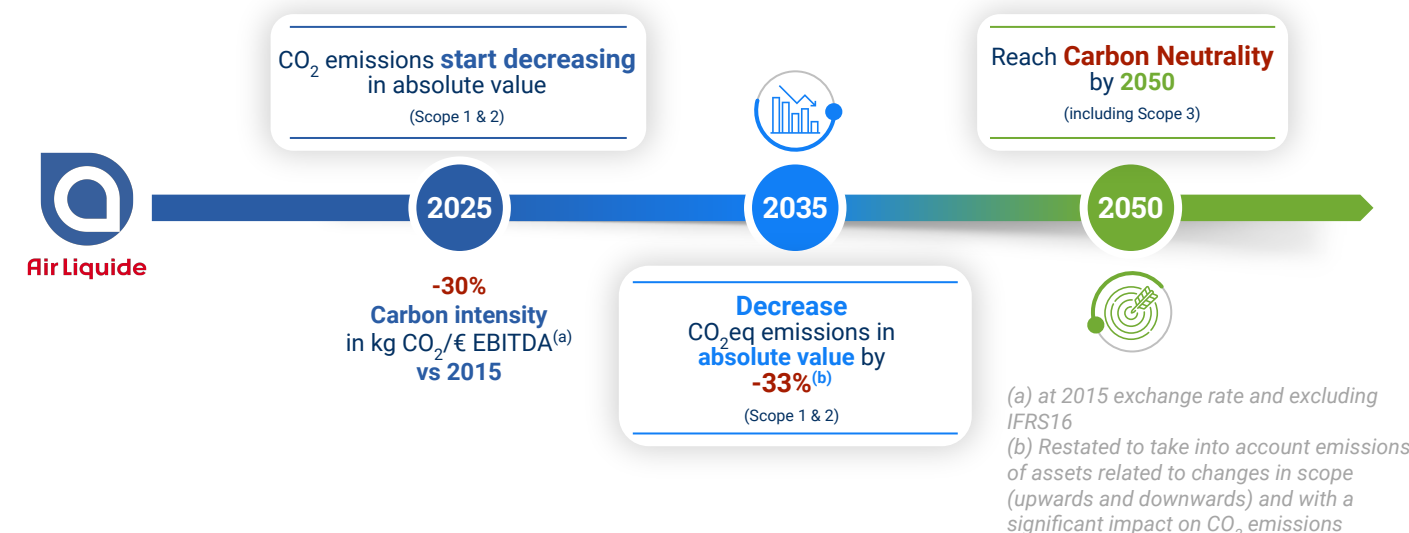 CO2 emissions start decreasing
in absolute value
(Scope 1 & 2)
Reach Carbon Neutrality
by 2050
(including Scope 3)
2025
2035
2050
Air Liquide
-30%
Carbon intensity
in kg CO2/€ EBITDA(a)
vs 2015
Decrease
CO2eq emissions in
absolute value by
-33%(b)
(Scope 1 & 2)
(a) at 2015 exchange rate and excluding
IFRS16
(b) Restated to take into account emissions
of assets related to changes in scope
(upwards and downwards) and with a
significant impact on CO2 emissions